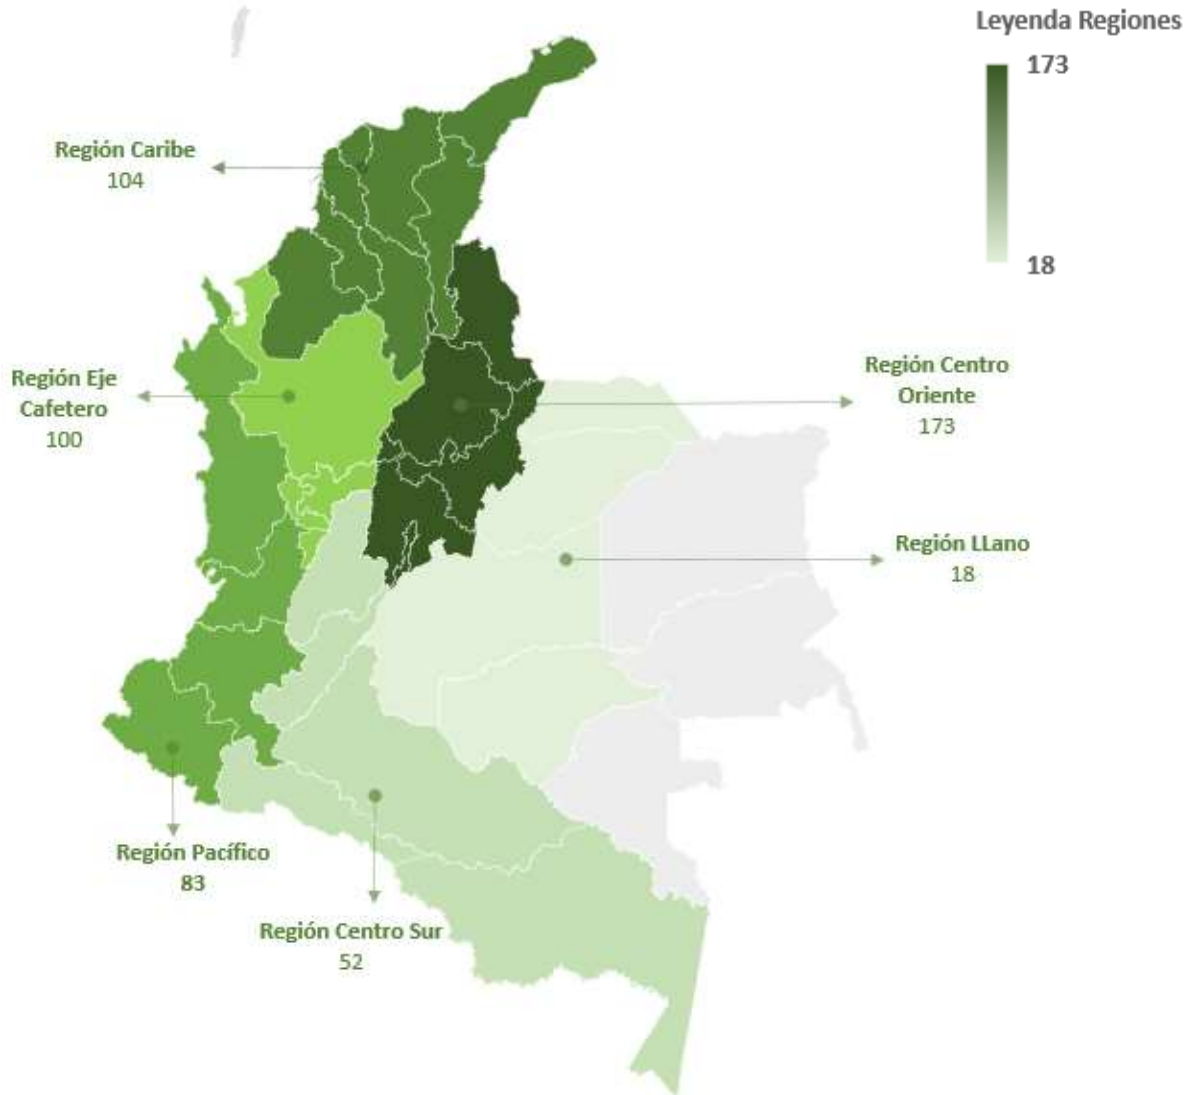 Leyenda Regiones
173
18
Región Caribe
104
Región Eje
Cafetero
100
Región Centro
Oriente
173
Región LLano
18
Región Pacífico
83
Región Centro Sur
52